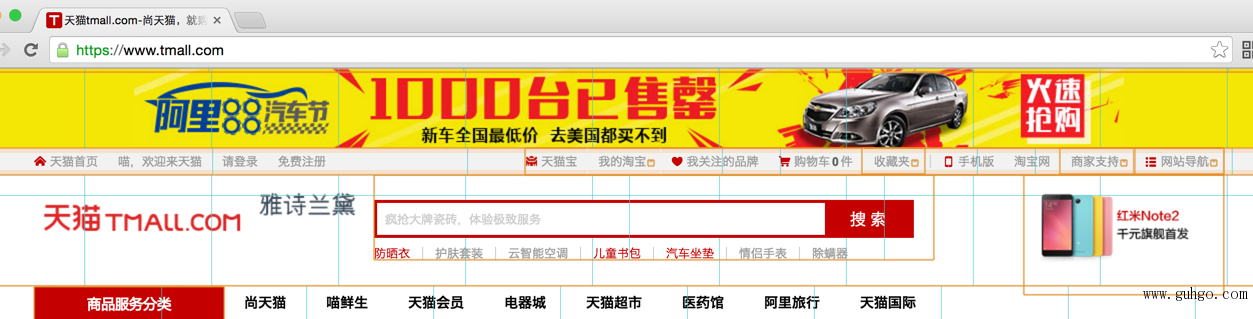 天猫tmall.com-尚天猫，就
https://www.tmall.com
阿里88汽车节
1000台已售罄
新车全国最低价 去美国都买不到
火速抢购
天猫首页 喵，欢迎来天猫 请登录 免费注册 天猫宝 我的淘宝 我关注的品牌 购物车0件 收藏夹 手机版 淘宝网 商家支持 网站导航
天猫 TMALL.COM
雅诗兰黛
疯抢大牌瓷砖，体验极致服务
搜索
防晒衣 护肤套装 云智能空调 儿童书包 汽车坐垫 情侣手表 除螨器
红米Note2
千元旗舰首发
www.guhgo.com
商品服务分类 尚天猫 喵鲜生 天猫会员 电器城 天猫超市 医药馆 阿里旅行 天猫国际